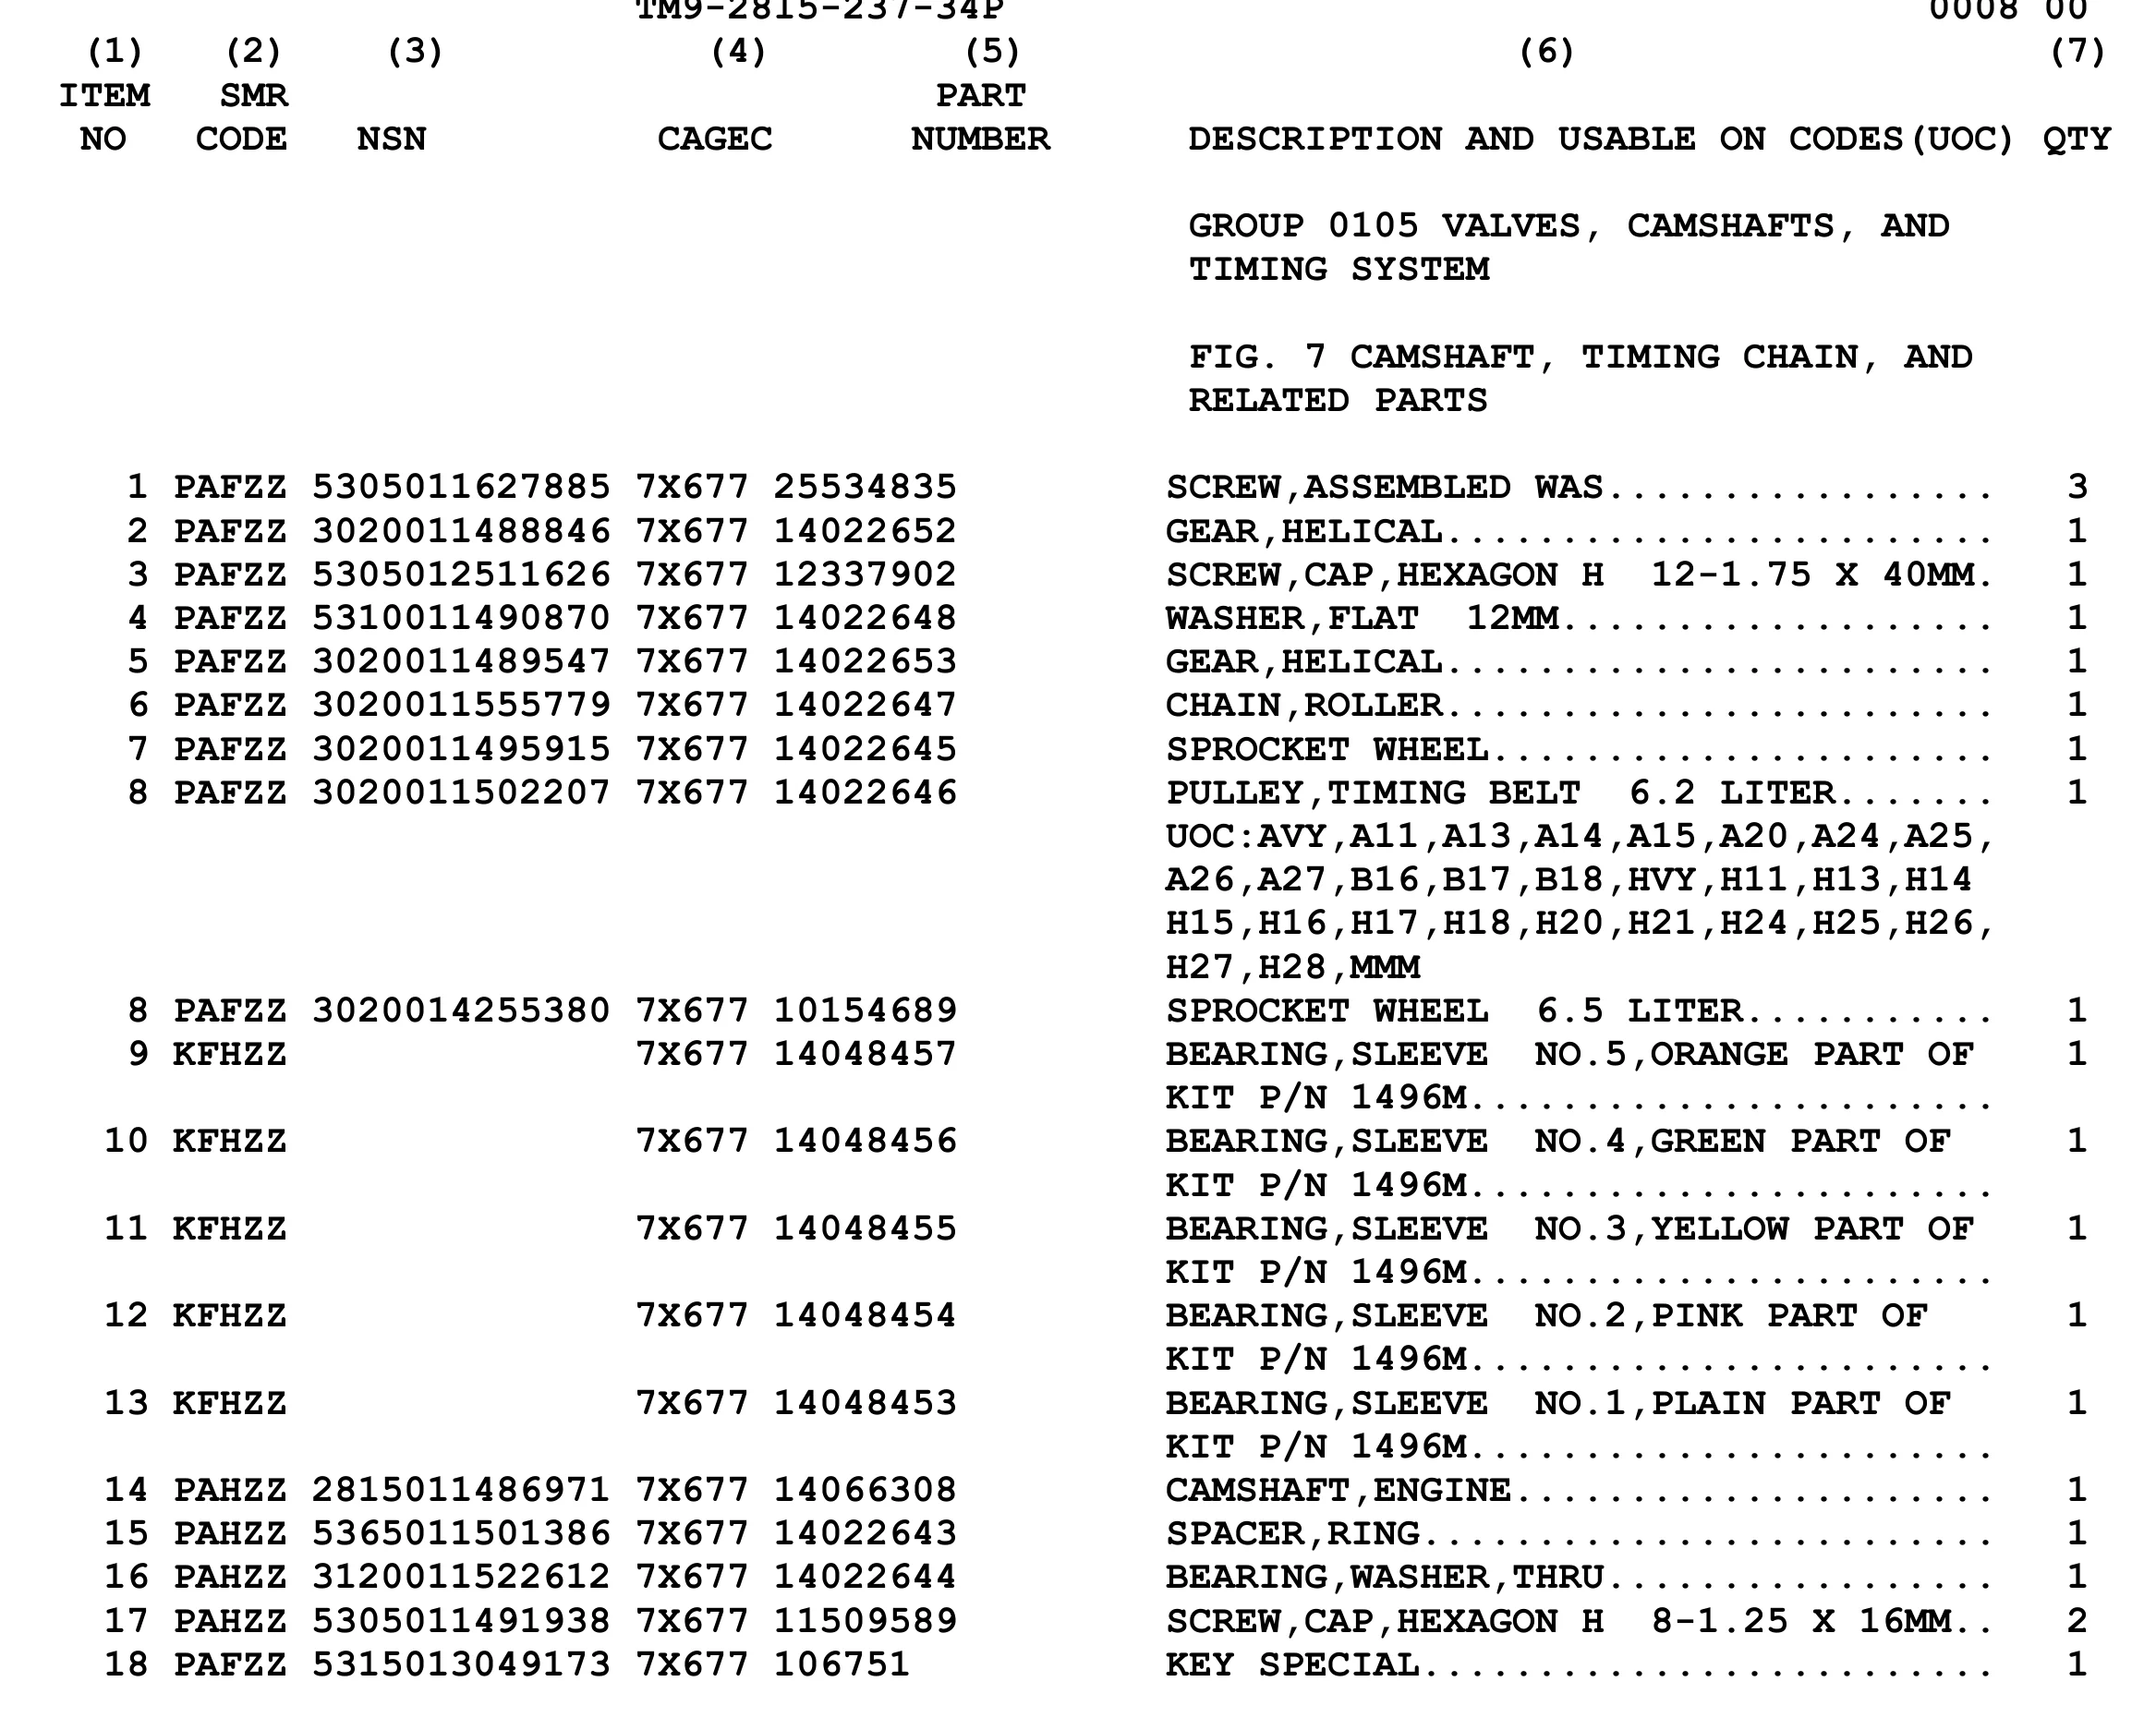 TM9-2815-237-34P 0008 00
(1) (2) (3) (4) (5) (6) (7)
ITEM SMR PART
NO CODE NSN CAGEC NUMBER DESCRIPTION AND USABLE ON CODES(UOC) QTY
GROUP 0105 VALVES, CAMSHAFTS, AND
TIMING SYSTEM
FIG. 7 CAMSHAFT, TIMING CHAIN, AND
RELATED PARTS
1 PAFZZ 5305011627885 7X677 25534835 SCREW,ASSEMBLED WAS................. 3
2 PAFZZ 3020011488846 7X677 14022652 GEAR,HELICAL........................ 1
3 PAFZZ 5305012511626 7X677 12337902 SCREW,CAP,HEXAGON H 12-1.75 X 40MM. 1
4 PAFZZ 5310011490870 7X677 14022648 WASHER,FLAT 12MM................... 1
5 PAFZZ 3020011489547 7X677 14022653 GEAR,HELICAL........................ 1
6 PAFZZ 3020011555779 7X677 14022647 CHAIN,ROLLER........................ 1
7 PAFZZ 3020011495915 7X677 14022645 SPROCKET WHEEL...................... 1
8 PAFZZ 3020011502207 7X677 14022646 PULLEY,TIMING BELT 6.2 LITER....... 1
UOC:AVY,A11,A13,A14,A15,A20,A24,A25,
A26,A27,B16,B17,B18,HVY,H11,H13,H14
H15,H16,H17,H18,H20,H21,H24,H25,H26,
H27,H28,MMM
8 PAFZZ 3020014255380 7X677 10154689 SPROCKET WHEEL 6.5 LITER........... 1
9 KFHZZ 7X677 14048457 BEARING,SLEEVE NO.5,ORANGE PART OF 1
KIT P/N 1496M.......................
10 KFHZZ 7X677 14048456 BEARING,SLEEVE NO.4,GREEN PART OF 1
KIT P/N 1496M.......................
11 KFHZZ 7X677 14048455 BEARING,SLEEVE NO.3,YELLOW PART OF 1
KIT P/N 1496M.......................
12 KFHZZ 7X677 14048454 BEARING,SLEEVE NO.2,PINK PART OF 1
KIT P/N 1496M.......................
13 KFHZZ 7X677 14048453 BEARING,SLEEVE NO.1,PLAIN PART OF 1
KIT P/N 1496M.......................
14 PAHZZ 2815011486971 7X677 14066308 CAMSHAFT,ENGINE..................... 1
15 PAHZZ 5365011501386 7X677 14022643 SPACER,RING......................... 1
16 PAHZZ 3120011522612 7X677 14022644 BEARING,WASHER,THRU................. 1
17 PAHZZ 5305011491938 7X677 11509589 SCREW,CAP,HEXAGON H 8-1.25 X 16MM.. 2
18 PAFZZ 5315013049173 7X677 106751 KEY SPECIAL......................... 1